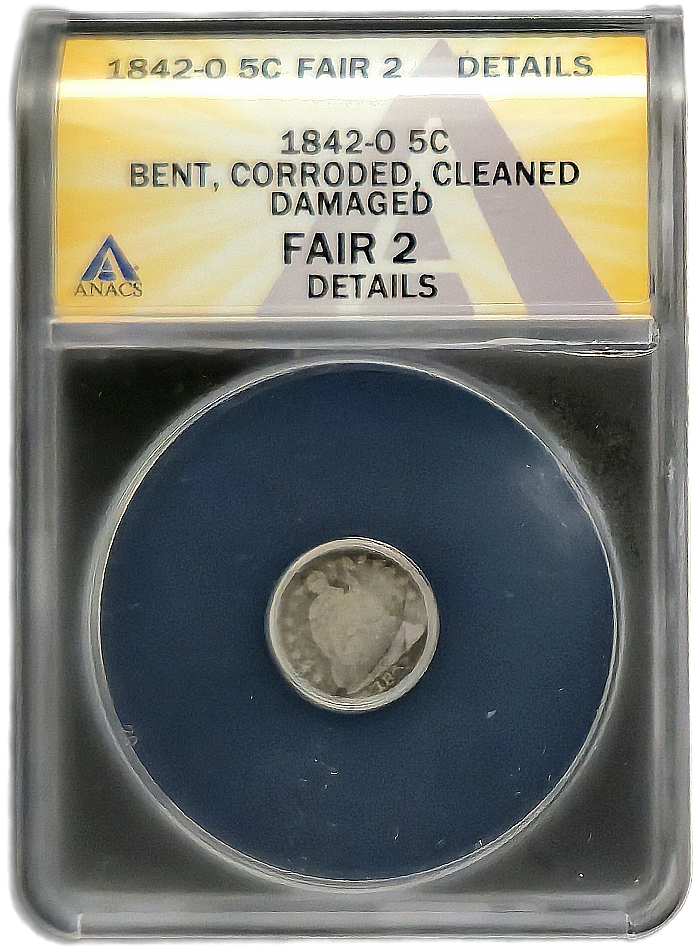 1842-O 5C FAIR 2 DETAILS
1842-O 5C
BENT, CORRODED, CLEANED
DAMAGED
FAIR 2
DETAILS
ANACS